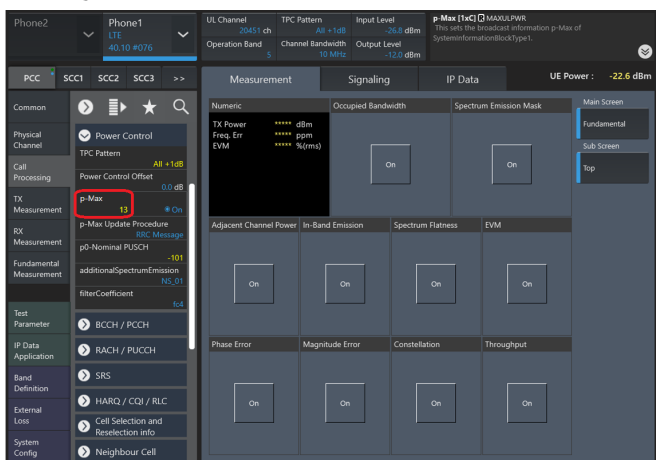 Phone2
Phone1
LTE
40.10 #076
UL Channel
20451 ch
TPC Pattern
All +1dB
Input Level
-26.8 dBm
Operation Band
5
Channel Bandwidth
10 MHz
Output Level
-12.0 dBm
p-Max [1xC] MAXULPWR
This sets the broadcast information p-Max of
SystemInformationBlockType1.
PCC
SCC1
SCC2
SCC3
>>
Measurement
Signaling
IP Data
UE Power : -22.6 dBm
Common
Physical
Channel
Call
Processing
TX
Measurement
RX
Measurement
Fundamental
Measurement
Test
Parameter
IP Data
Application
Band
Definition
External
Loss
System
Config
Power Control
TPC Pattern
All +1dB
Power Control Offset
0.0 dB
p-Max
13 On
p-Max Update Procedure
RRC Message
p0-Nominal PUSCH
-101
additionalSpectrumEmission
NS_01
filterCoefficient
fc4
BCCH / PCCH
RACH / PUCCH
SRS
HARQ / CQI / RLC
Cell Selection and
Reselection info
Neighbour Cell
Numeric
TX Power ***** dBm
Freq. Err ***** ppm
EVM ***** %(rms)
Occupied Bandwidth
On
Spectrum Emission Mask
On
Adjacent Channel Power
On
In-Band Emission
On
Spectrum Flatness
On
EVM
On
Phase Error
On
Magnitude Error
On
Constellation
On
Throughput
On
Main Screen
Fundamental
Sub Screen
Top